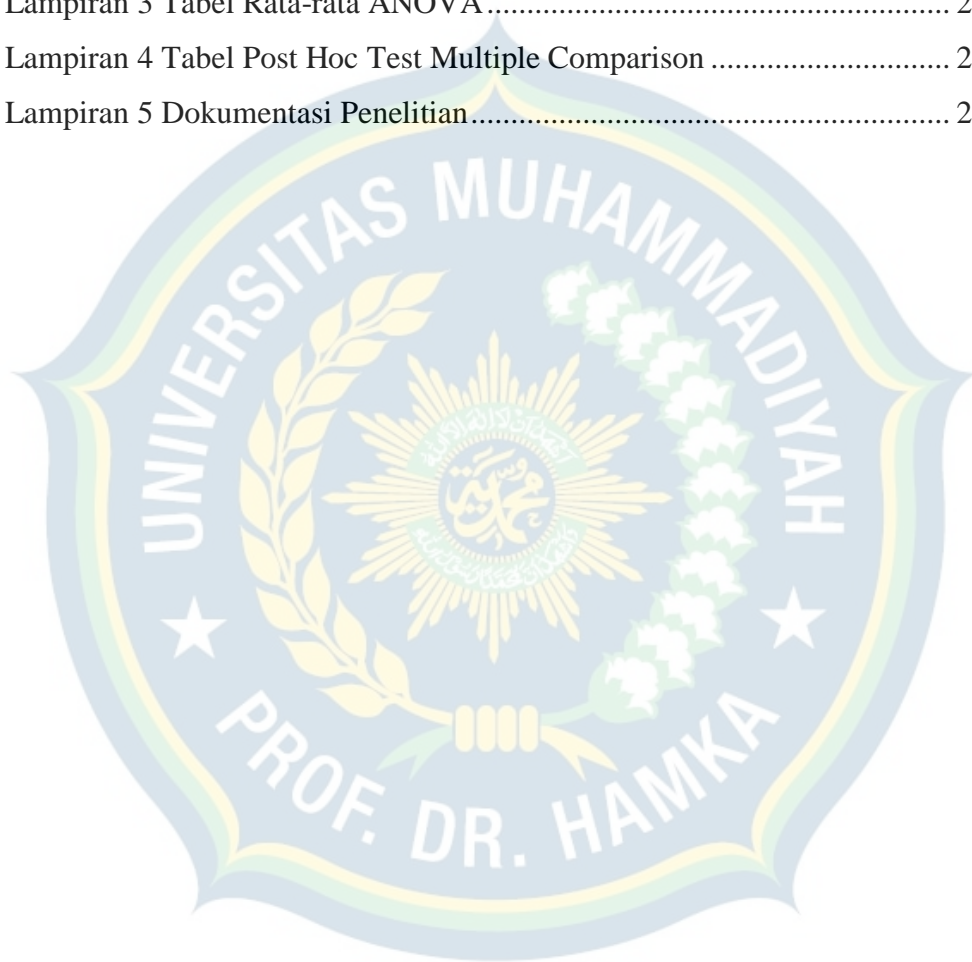 Lampiran 3 Tabel Rata-rata ANOVA........................................................... 2
Lampiran 4 Tabel Post Hoc Test Multiple Comparison .............................. 2
Lampiran 5 Dokumentasi Penelitian............................................................. 2
UNIVERSITAS MUHAMMADIYAH
PROF. DR. HAMKA